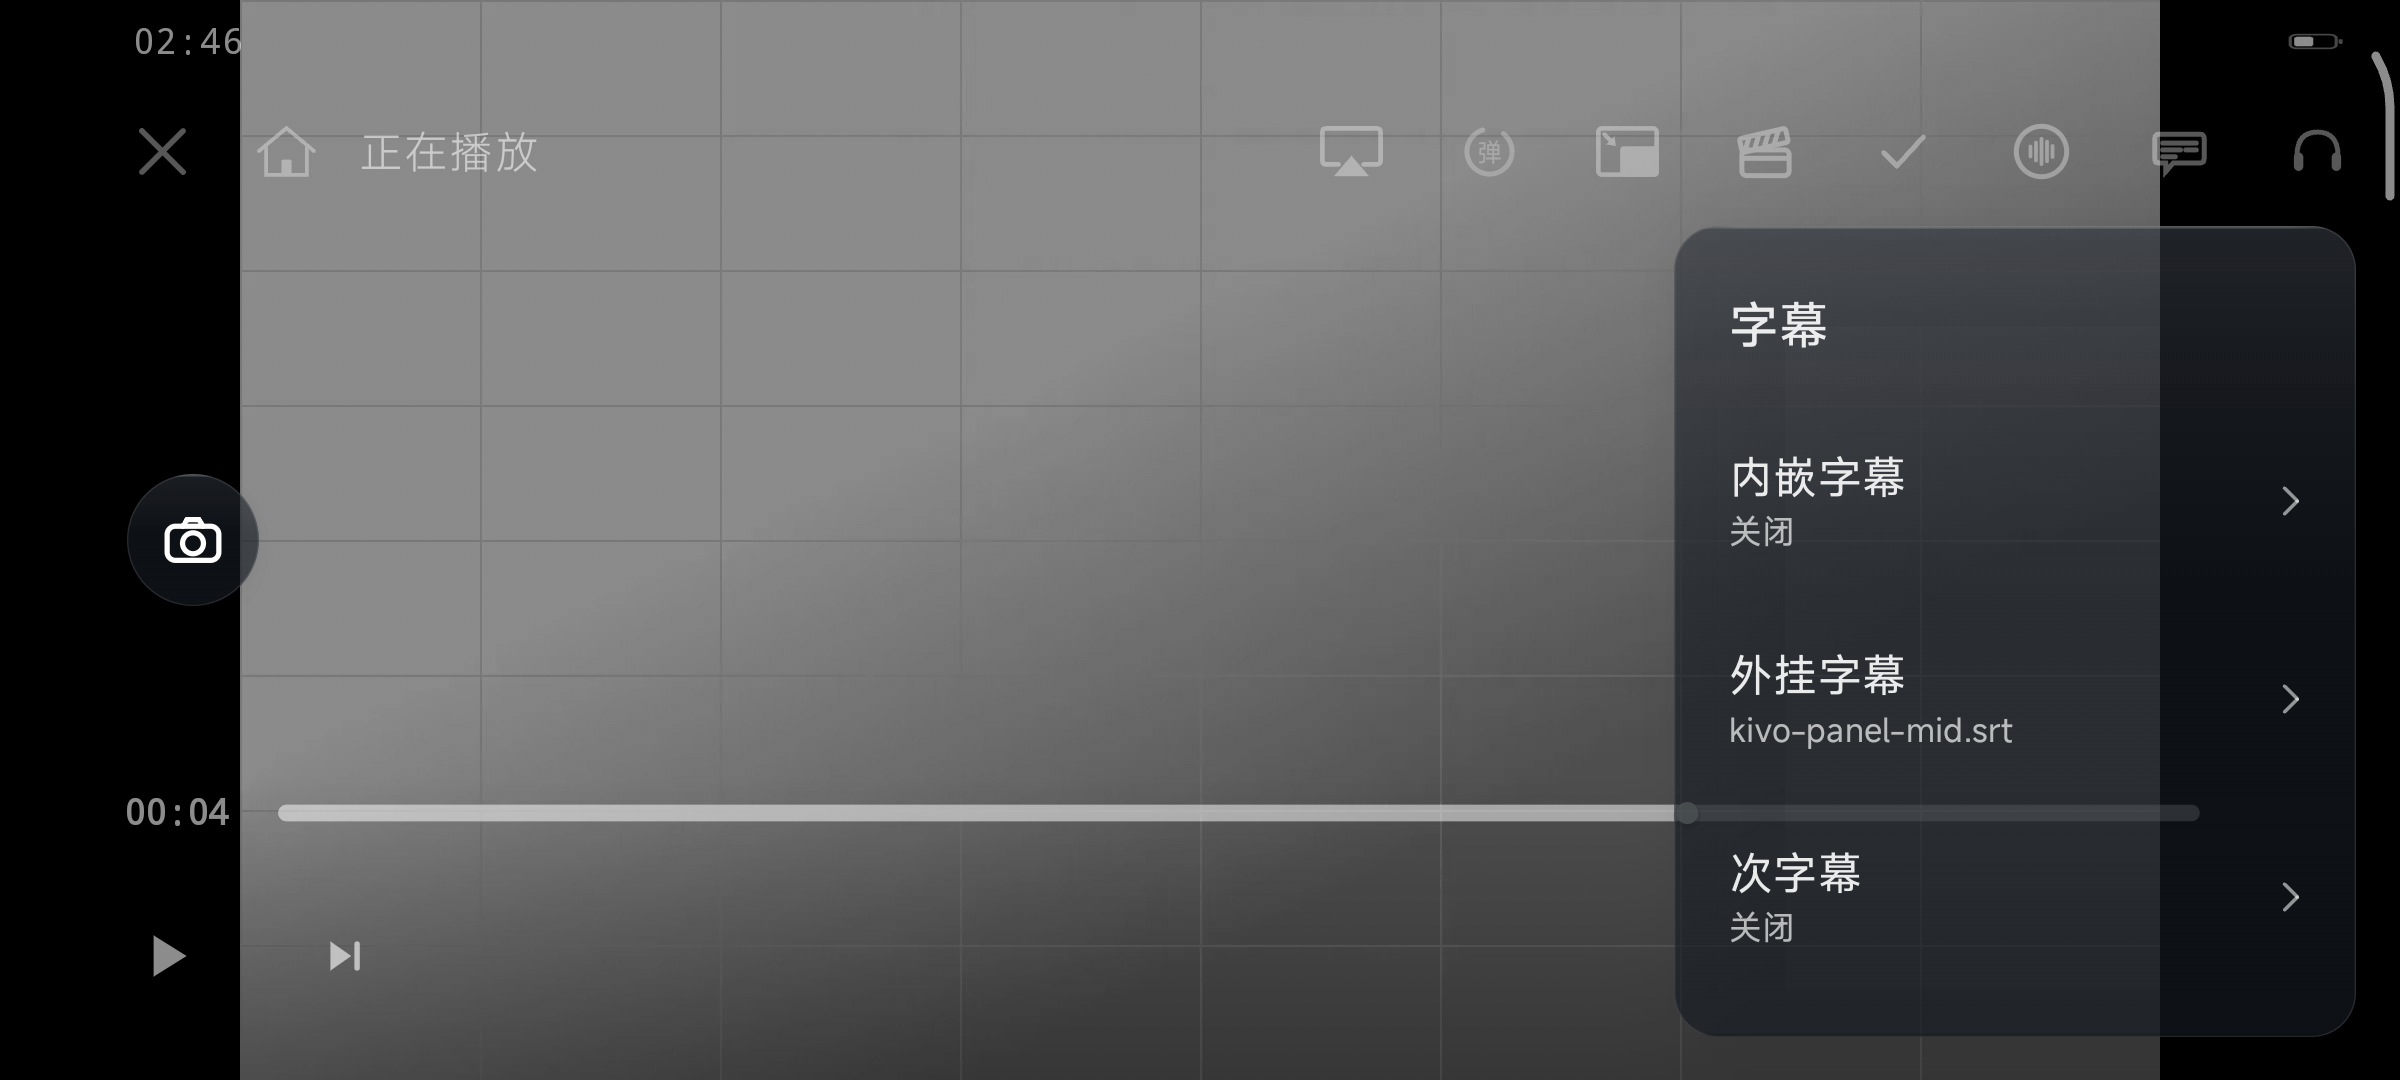 02:46
正在播放
弹
字幕
内嵌字幕
关闭
外挂字幕
kivo-panel-mid.srt
00:04
次字幕
关闭